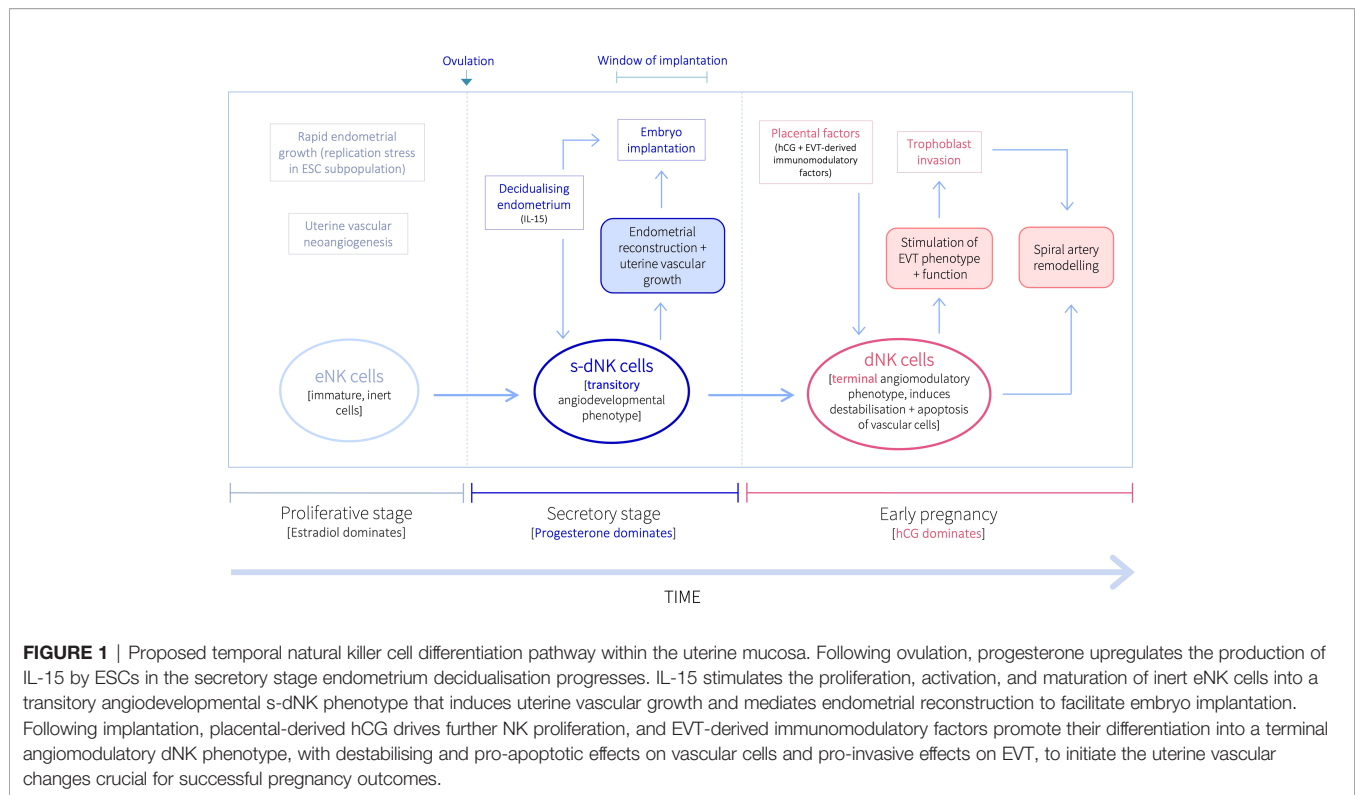 Ovulation
Window of implantation
Rapid endometrial
growth (replication stress
in ESC subpopulation)
Uterine vascular
neoangiogenesis
Embryo
implantation
Decidualising
endometrium
(IL-15)
Endometrial
reconstruction +
uterine vascular
growth
Placental factors
(hCG + EVT-derived
immunomodulatory
factors)
Trophoblast
invasion
Stimulation of
EVT phenotype
+ function
Spiral artery
remodelling
eNK cells
[immature, inert
cells]
s-dNK cells
[transitory
angiodevelopmental
phenotype]
dNK cells
[terminal angiomodulatory
phenotype, induces
destabilisation + apoptosis
of vascular cells]
Proliferative stage
[Estradiol dominates]
Secretory stage
[Progesterone dominates]
Early pregnancy
[hCG dominates]
TIME
FIGURE 1 | Proposed temporal natural killer cell differentiation pathway within the uterine mucosa. Following ovulation, progesterone upregulates the production of
IL-15 by ESCs in the secretory stage endometrium decidualisation progresses. IL-15 stimulates the proliferation, activation, and maturation of inert eNK cells into a
transitory angiodevelopmental s-dNK phenotype that induces uterine vascular growth and mediates endometrial reconstruction to facilitate embryo implantation.
Following implantation, placental-derived hCG drives further NK proliferation, and EVT-derived immunomodulatory factors promote their differentiation into a terminal
angiomodulatory dNK phenotype, with destabilising and pro-apoptotic effects on vascular cells and pro-invasive effects on EVT, to initiate the uterine vascular
changes crucial for successful pregnancy outcomes.